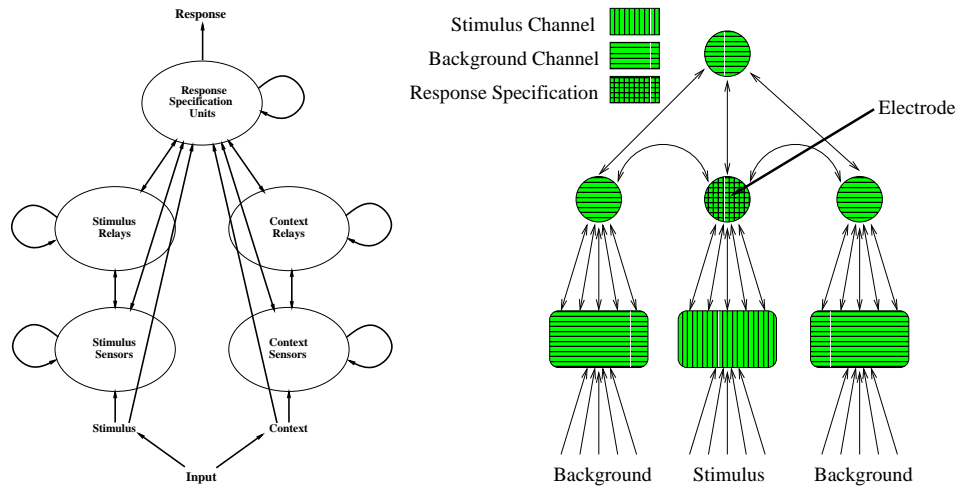 Response
Response
Specification
Units
Stimulus
Relays
Context
Relays
Stimulus
Sensors
Context
Sensors
Stimulus
Context
Input
Stimulus Channel
Background Channel
Response Specification
Electrode
Background
Stimulus
Background